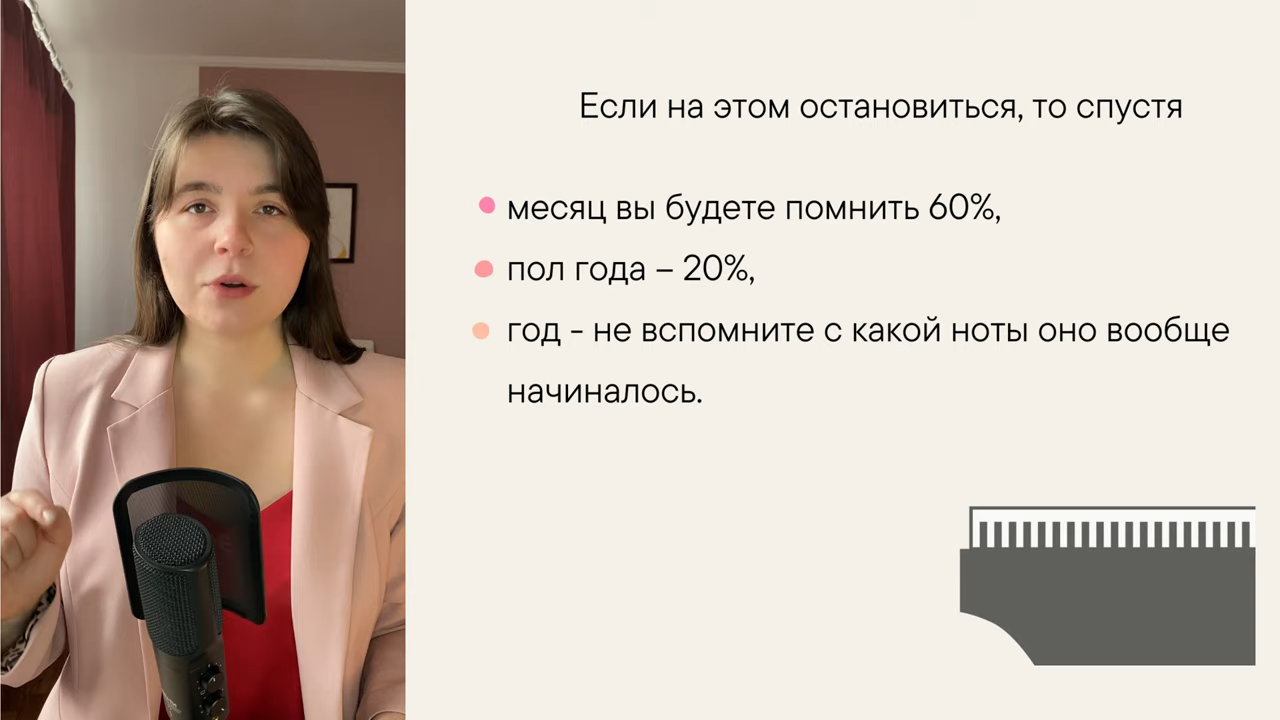 Если на этом остановиться, то спустя
месяц вы будете помнить 60%,
пол года – 20%,
год - не вспомните с какой ноты оно вообще
начиналось.